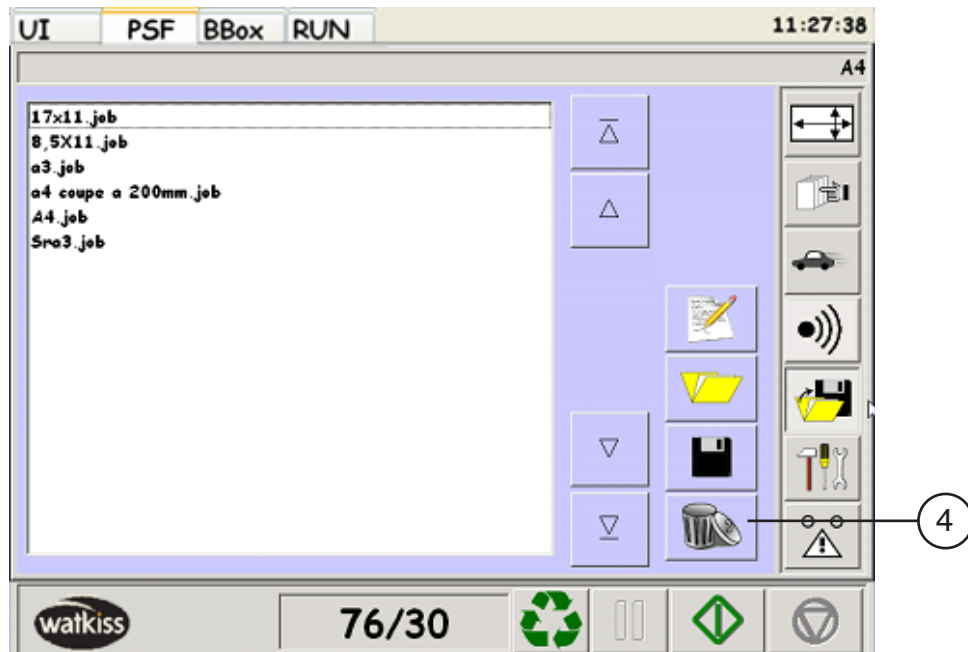 UI PSF BBox RUN 11:27:38
A4
17x11.job
8,5X11.job
a3.job
a4 coupe a 200mm.job
A4.job
Sra3.job
4
watkiss 76/30